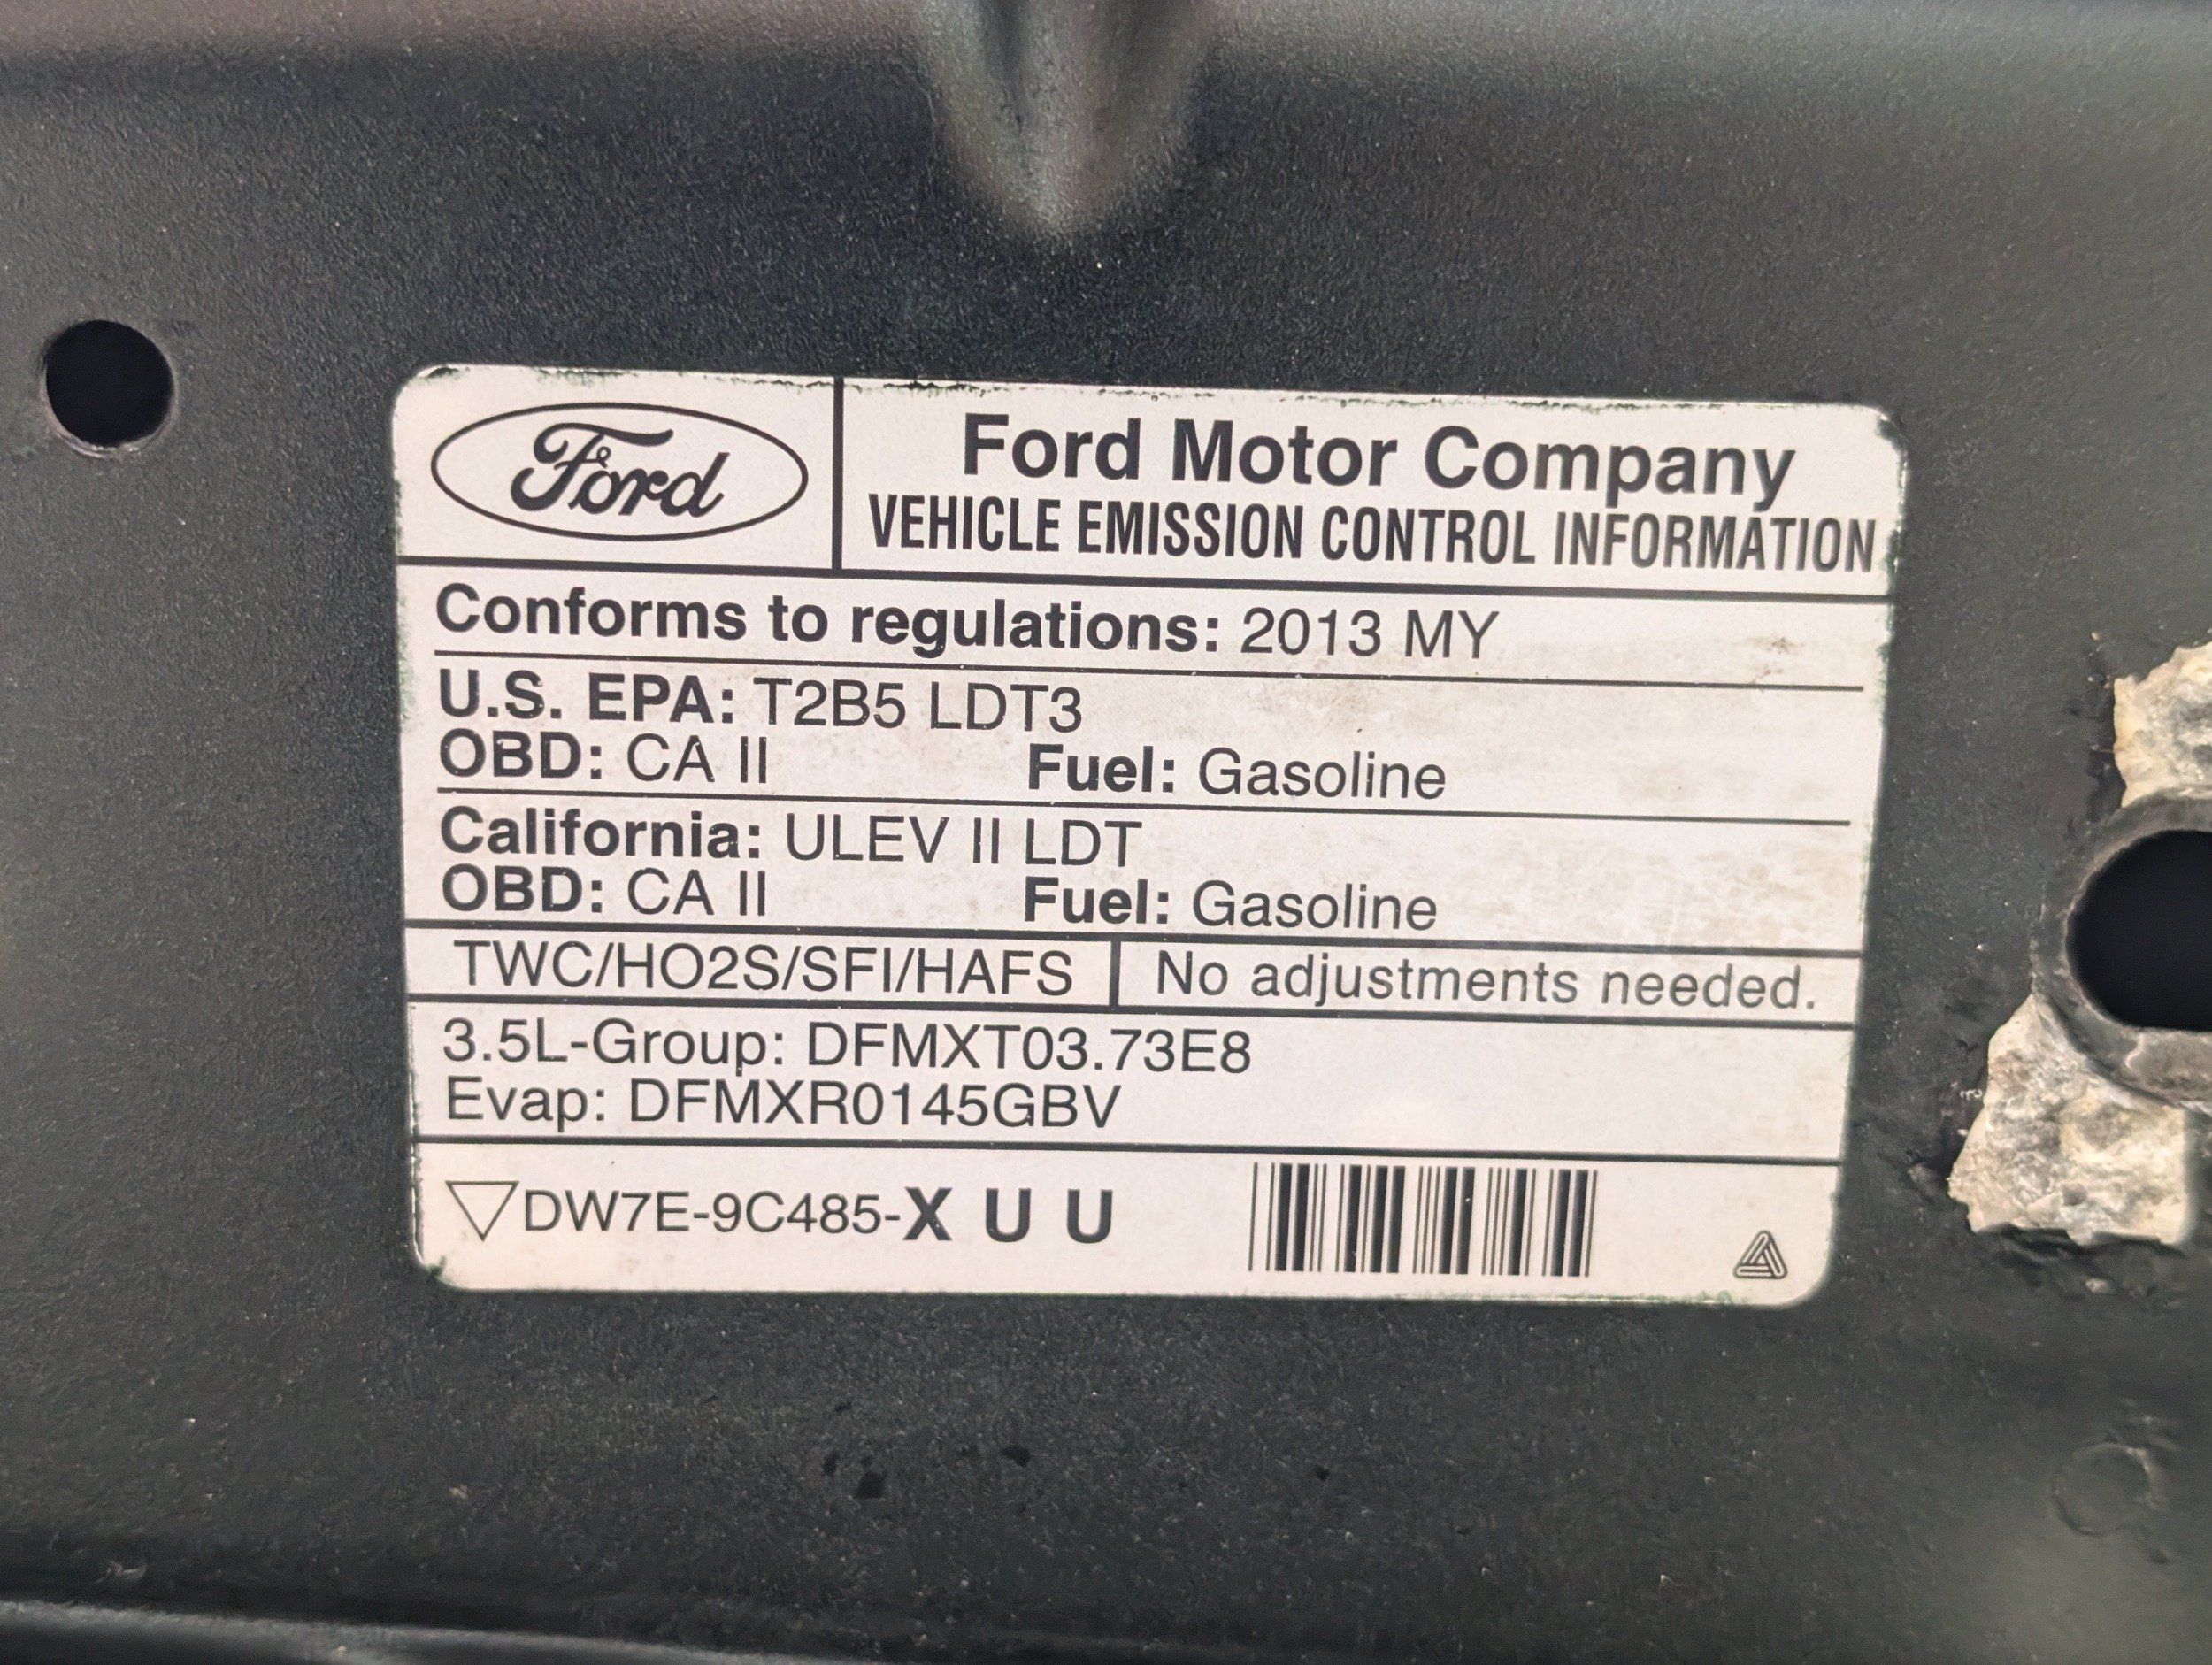 Ford
Ford Motor Company
VEHICLE EMISSION CONTROL INFORMATION
Conforms to regulations: 2013 MY
U.S. EPA: T2B5 LDT3
OBD: CA II Fuel: Gasoline
California: ULEV II LDT
OBD: CA II Fuel: Gasoline
TWC/HO2S/SFI/HAFS No adjustments needed.
3.5L-Group: DFMXT03.73E8
Evap: DFMXR0145GBV
DW7E-9C485-X U U